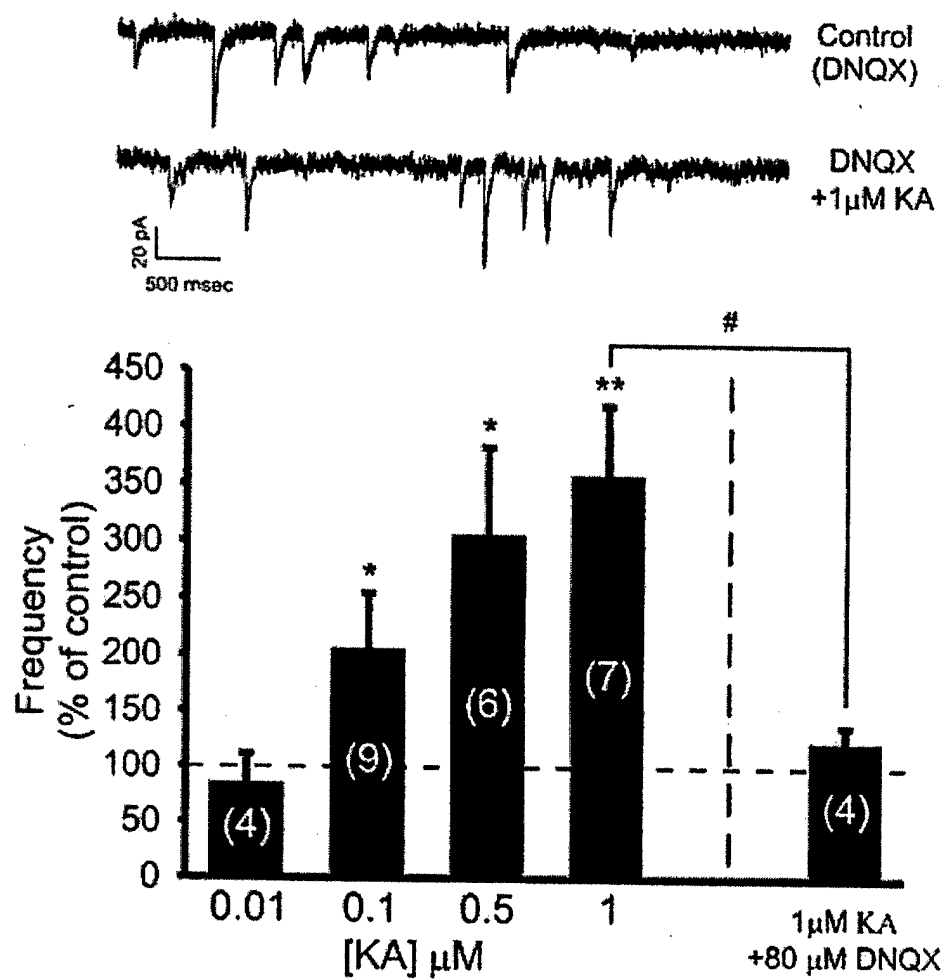 Control
(DNQX)
DNQX
+1µM KA
20 pA
500 msec
#
450
400
350
300
250
200
150
100
50
0
Frequency
(% of control)
*
*
**
(4)
(9)
(6)
(7)
(4)
0.01
0.1
0.5
1
1µM KA
+80 µM DNQX
[KA] µM